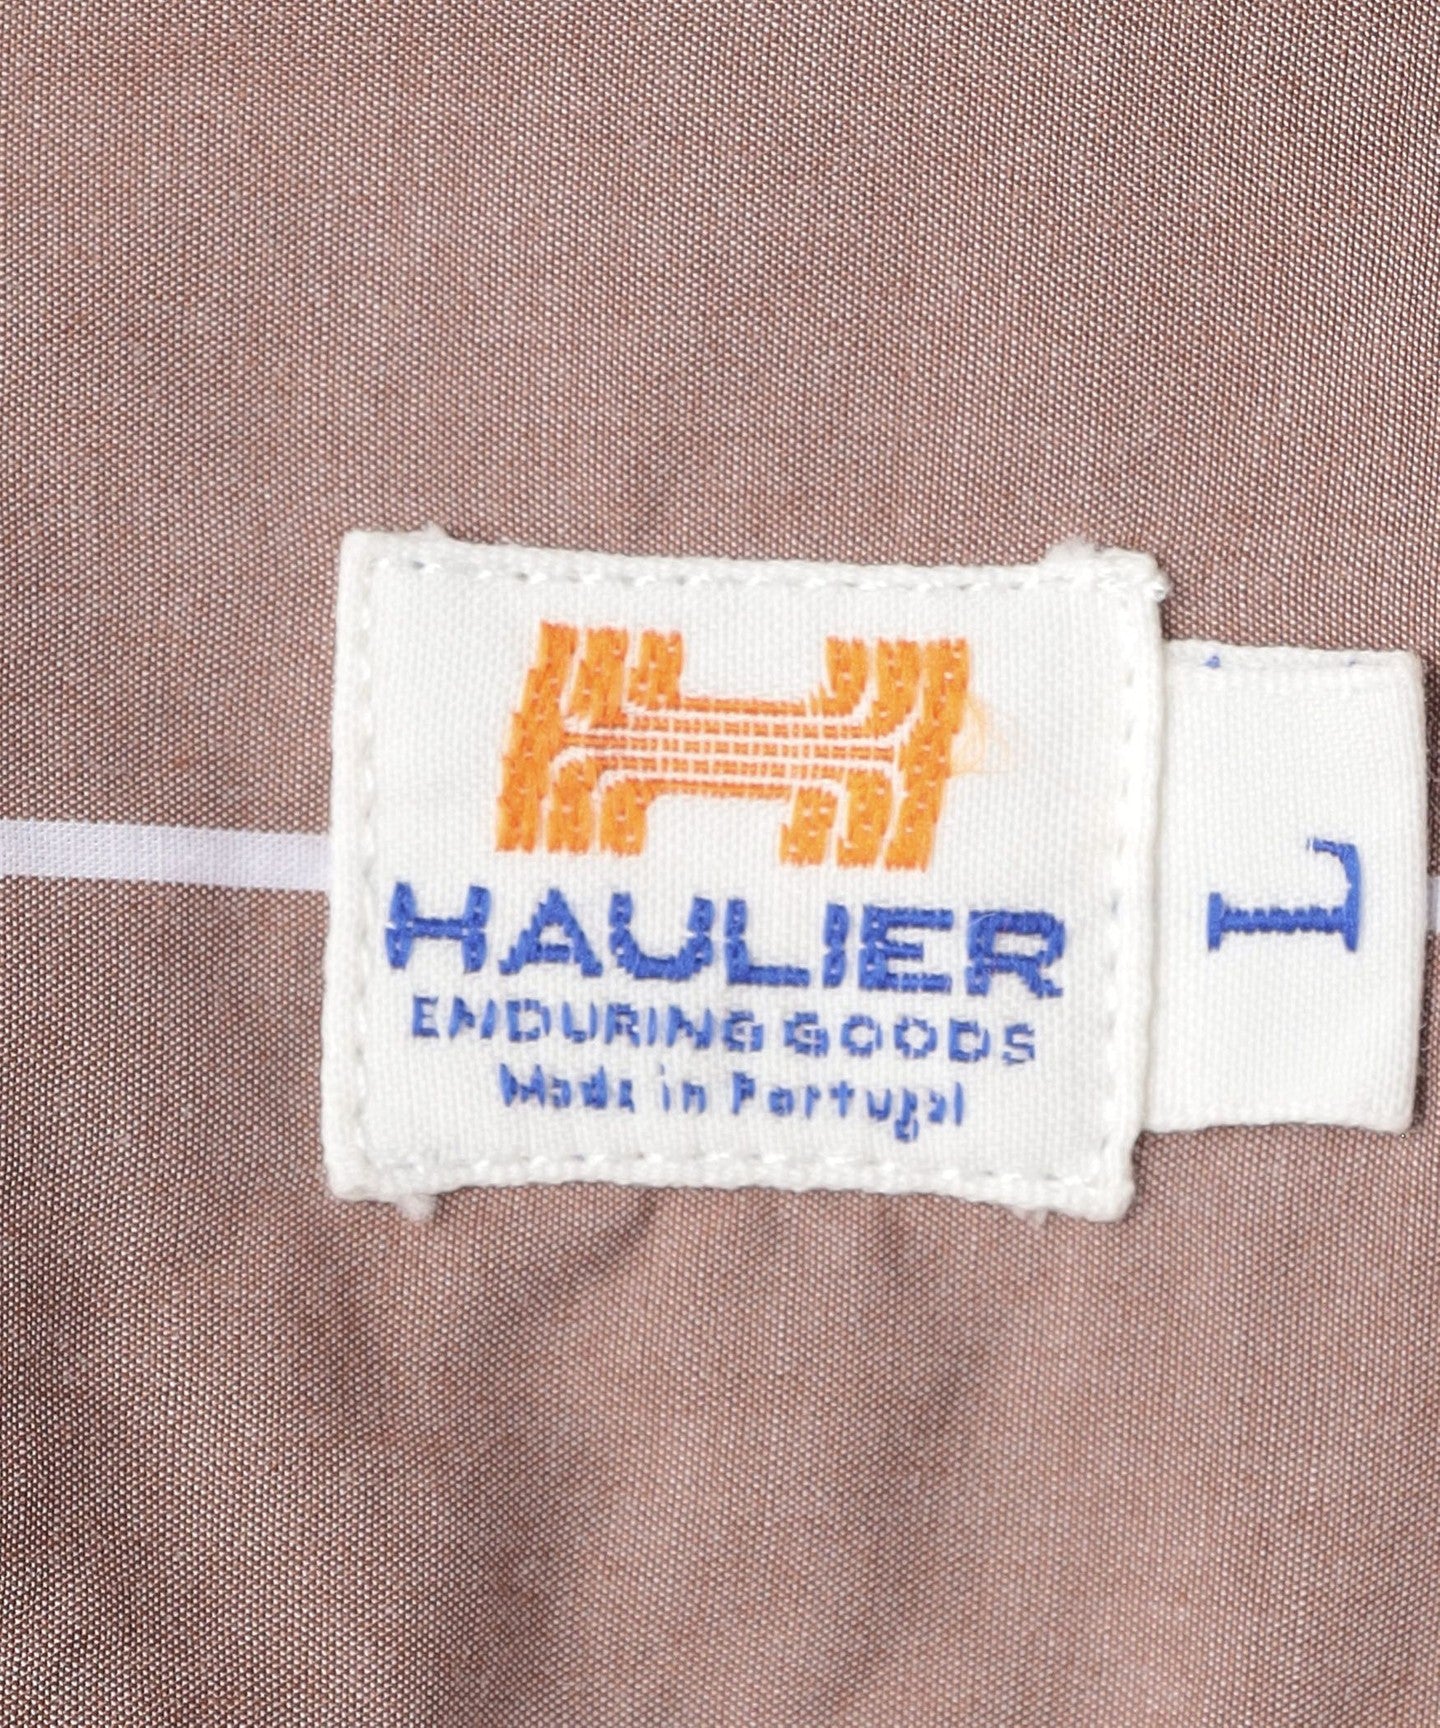 HAULIER
ENDURING GOODS
Made in Portugal
L